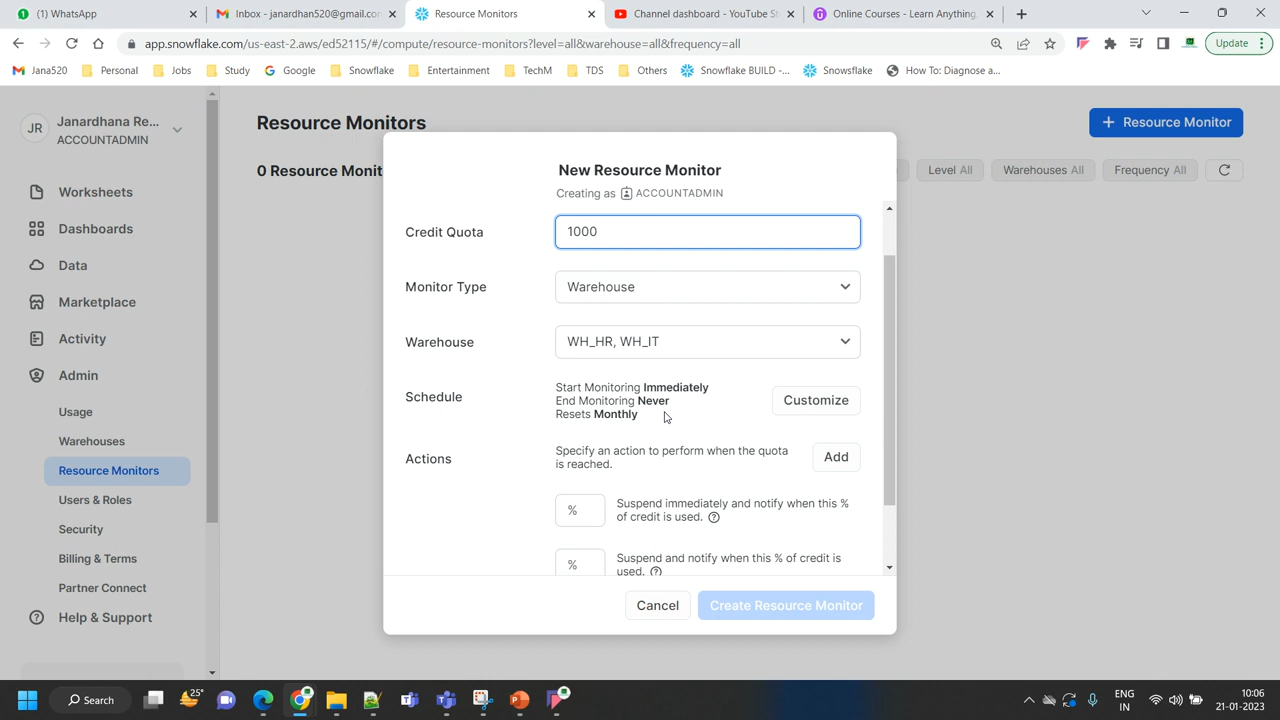 (1) WhatsApp
Inbox - janardhan520@gmail.con
Resource Monitors
Channel dashboard - YouTube St
Online Courses - Learn Anything,
app.snowflake.com/us-east-2.aws/ed52115/#/compute/resource-monitors?level=all&warehouse=all&frequency=all
Update
Jana520
Personal
Jobs
Study
Google
Snowflake
Entertainment
TechM
TDS
Others
Snowflake BUILD -...
Snowsflake
How To: Diagnose a...
JR
Janardhana Re...
ACCOUNTADMIN
Worksheets
Dashboards
Data
Marketplace
Activity
Admin
Usage
Warehouses
Resource Monitors
Users & Roles
Security
Billing & Terms
Partner Connect
Help & Support
Resource Monitors
+ Resource Monitor
0 Resource Monit
Level All
Warehouses All
Frequency All
New Resource Monitor
Creating as ACCOUNTADMIN
Credit Quota
1000
Monitor Type
Warehouse
Warehouse
WH_HR, WH_IT
Schedule
Start Monitoring Immediately
End Monitoring Never
Resets Monthly
Customize
Actions
Specify an action to perform when the quota
is reached.
Add
%
Suspend immediately and notify when this %
of credit is used.
%
Suspend and notify when this % of credit is
used.
Cancel
Create Resource Monitor
Search
25°
ENG
IN
10:06
21-01-2023